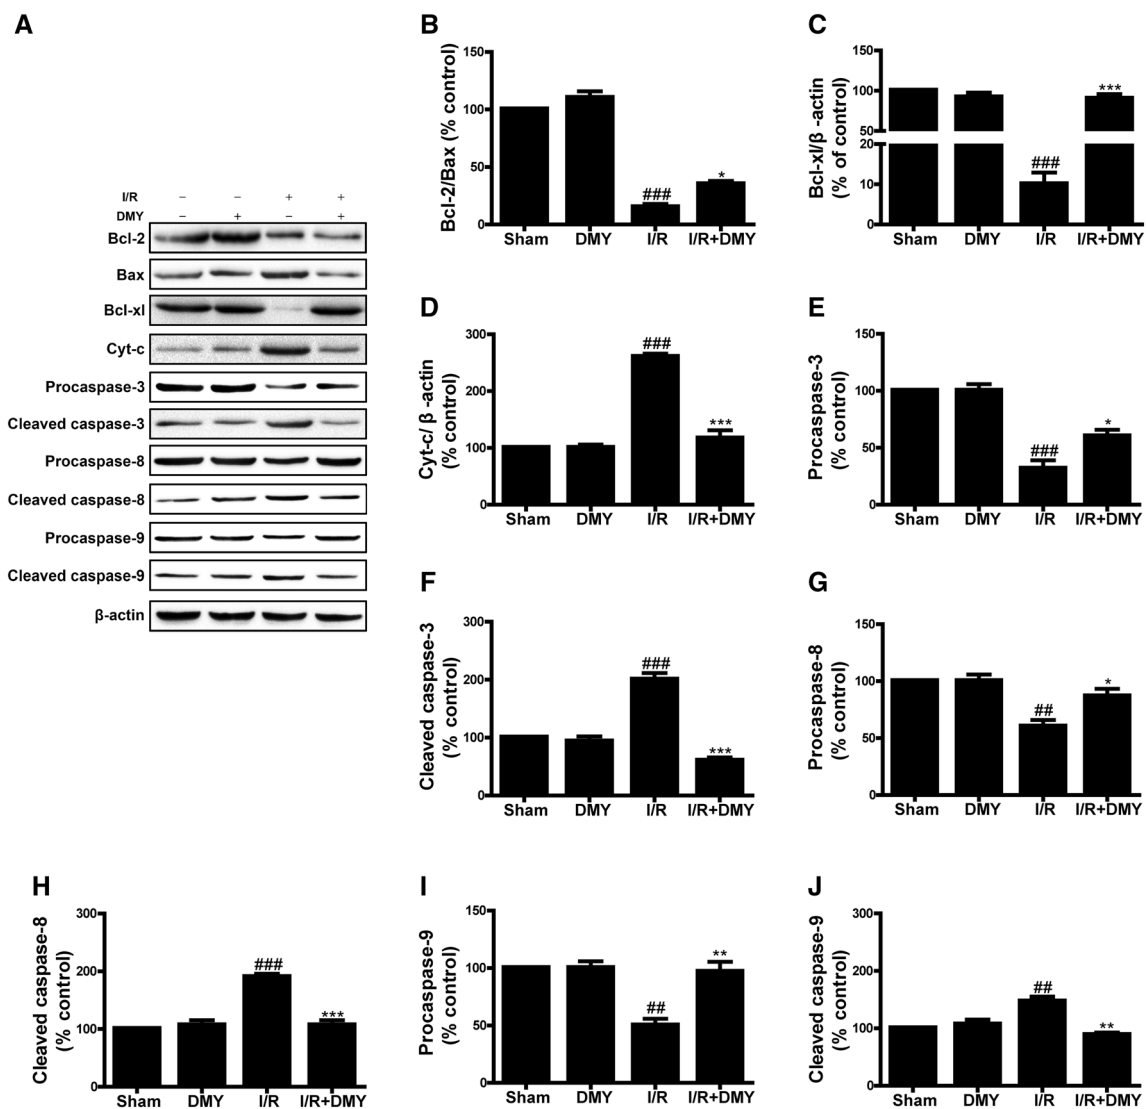 A
I/R − − + +
DMY − + − +
Bcl-2
Bax
Bcl-xl
Cyt-c
Procaspase-3
Cleaved caspase-3
Procaspase-8
Cleaved caspase-8
Procaspase-9
Cleaved caspase-9
β-actin
B
Bcl-2/Bax (% control)
150
100
50
0
###
*
Sham DMY I/R I/R+DMY
C
Bcl-xl/β -actin
(% of control)
150
100
50
20
10
0
###
***
Sham DMY I/R I/R+DMY
D
Cyt-c/ β -actin
(% control)
300
200
100
0
###
***
Sham DMY I/R I/R+DMY
E
Procaspase-3
(% control)
150
100
50
0
###
*
Sham DMY I/R I/R+DMY
F
Cleaved caspase-3
(% control)
300
200
100
0
###
***
Sham DMY I/R I/R+DMY
G
Procaspase-8
(% control)
150
100
50
0
##
*
Sham DMY I/R I/R+DMY
H
Cleaved caspase-8
(% control)
300
200
100
0
###
***
Sham DMY I/R I/R+DMY
I
Procaspase-9
(% control)
150
100
50
0
##
**
Sham DMY I/R I/R+DMY
J
Cleaved caspase-9
(% control)
300
200
100
0
##
**
Sham DMY I/R I/R+DMY